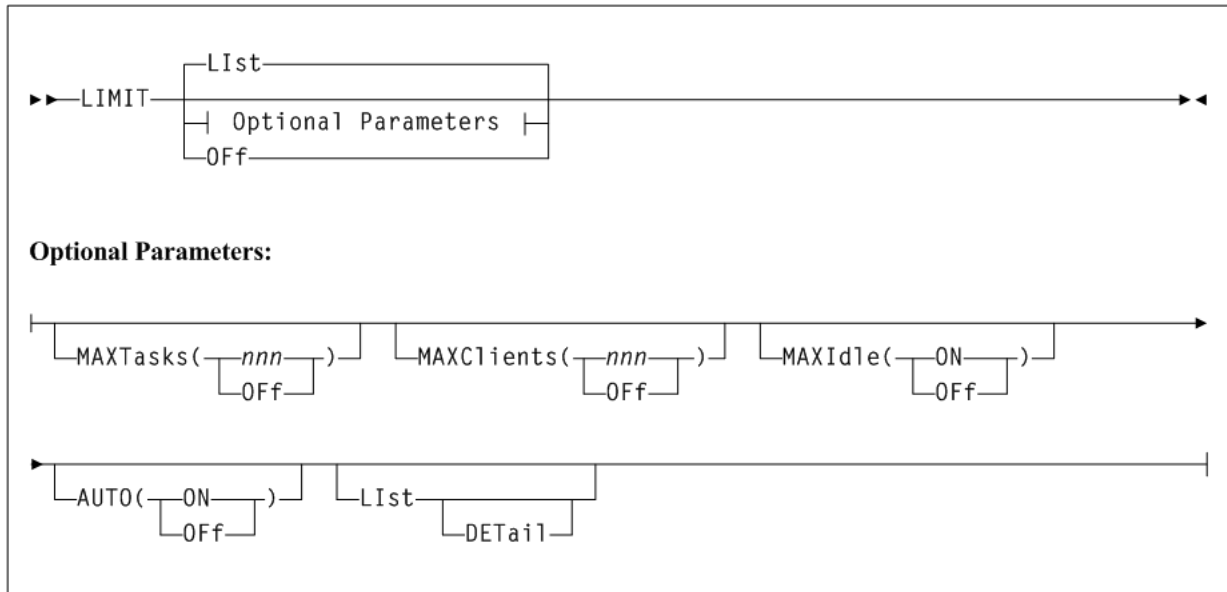 LIst
LIMIT
Optional Parameters
OFf
Optional Parameters:
MAXTasks( nnn ) MAXClients( nnn ) MAXIdle( ON )
OFf OFf OFf
AUTO( ON ) LIst
OFf DETail